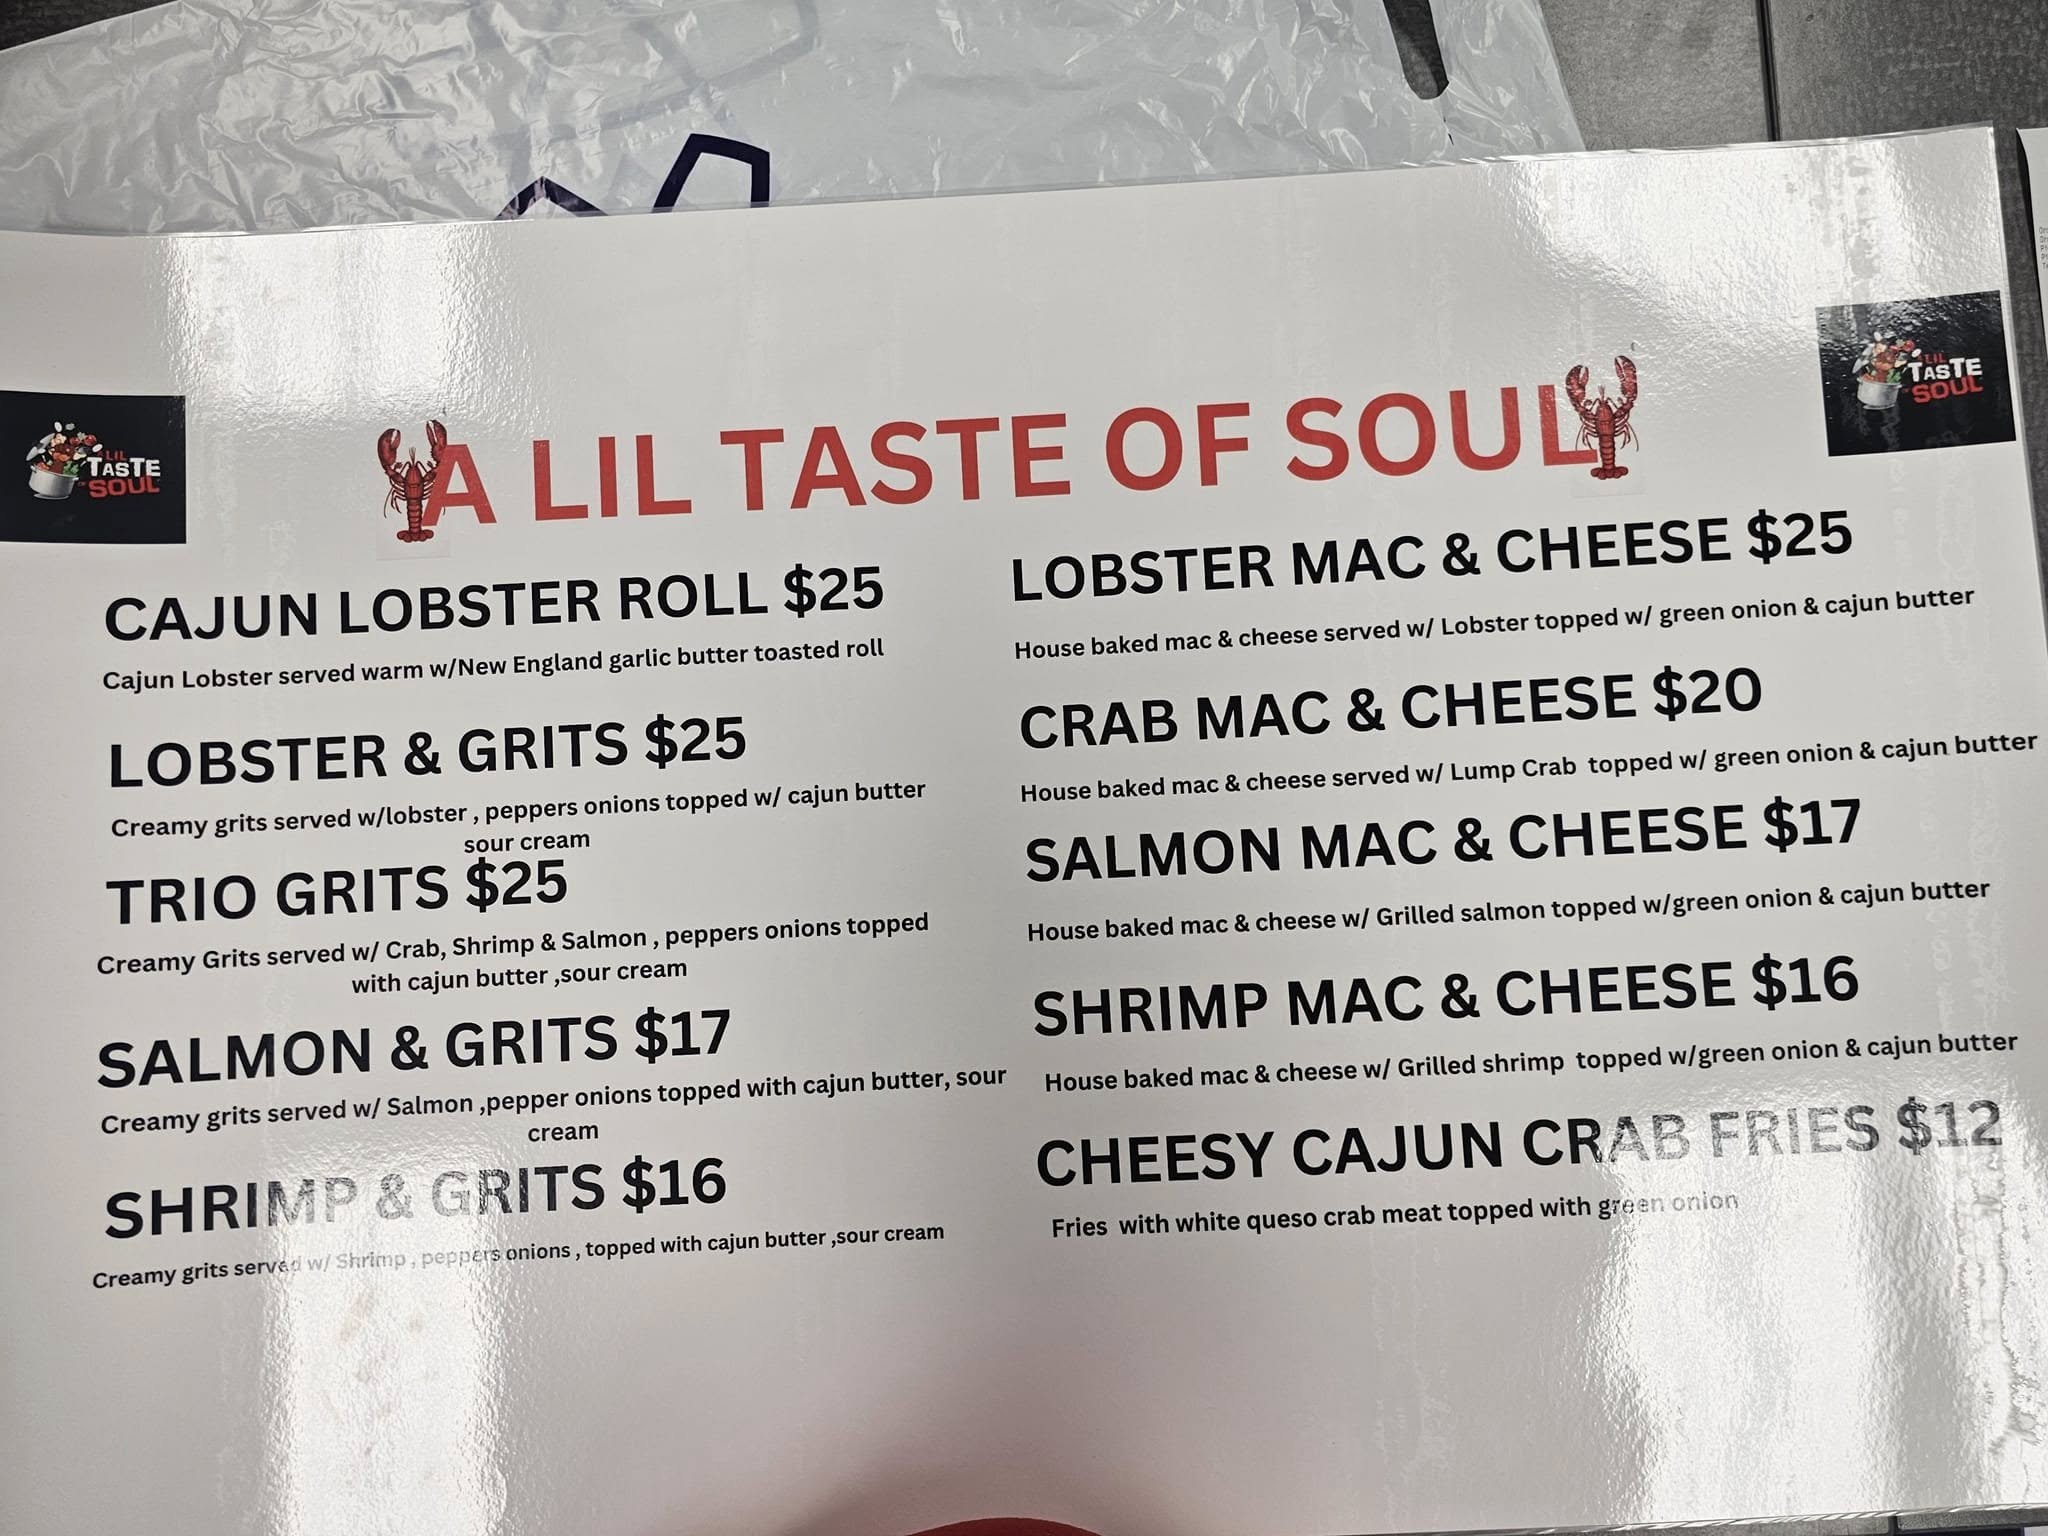 LIL
TASTE
OF SOUL
LIL
TASTE
SOUL
A LIL TASTE OF SOUL
CAJUN LOBSTER ROLL $25
Cajun Lobster served warm w/New England garlic butter toasted roll
LOBSTER & GRITS $25
Creamy grits served w/lobster , peppers onions topped w/ cajun butter
sour cream
TRIO GRITS $25
Creamy Grits served w/ Crab, Shrimp & Salmon , peppers onions topped
with cajun butter ,sour cream
SALMON & GRITS $17
Creamy grits served w/ Salmon ,pepper onions topped with cajun butter, sour
cream
SHRIMP & GRITS $16
Creamy grits served w/ Shrimp , peppers onions , topped with cajun butter ,sour cream
LOBSTER MAC & CHEESE $25
House baked mac & cheese served w/ Lobster topped w/ green onion & cajun butter
CRAB MAC & CHEESE $20
House baked mac & cheese served w/ Lump Crab topped w/ green onion & cajun butter
SALMON MAC & CHEESE $17
House baked mac & cheese w/ Grilled salmon topped w/green onion & cajun butter
SHRIMP MAC & CHEESE $16
House baked mac & cheese w/ Grilled shrimp topped w/green onion & cajun butter
CHEESY CAJUN CRAB FRIES $12
Fries with white queso crab meat topped with green onion